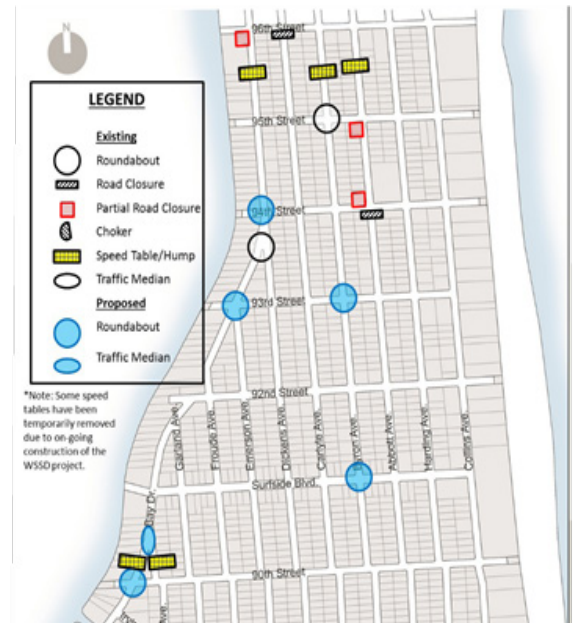 N
LEGEND
Existing
Roundabout
Road Closure
Partial Road Closure
Choker
Speed Table/Hump
Traffic Median
Proposed
Roundabout
Traffic Median
*Note: Some speed
tables have been
temporarily removed
due to on-going
construction of the
WSSD project.
96th Street
95th Street
94th Street
93rd Street
92nd Street
Garland Ave.
Froude Ave.
Emerson Ave.
Dickens Ave.
Carlyle Ave.
Byron Ave.
Abbott Ave.
Harding Ave.
Collins Ave.
Surfside Blvd.
Bay Dr.
90th Street
Ave.